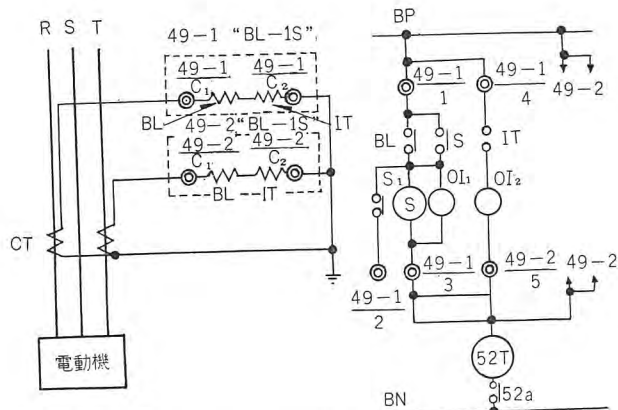 R S T
49-1 "BL-1S"
49-1
C₁
49-1
C₂
BL
IT
49-2 "BL-1S"
49-2
C₁
49-2
C₂
BL--IT
CT
電動機
BP
49-1
1
49-1
4
49-2
BL
S
IT
S₁
S
OI₁
OI₂
49-1
2
49-1
3
49-2
5
49-2
52T
52a
BN